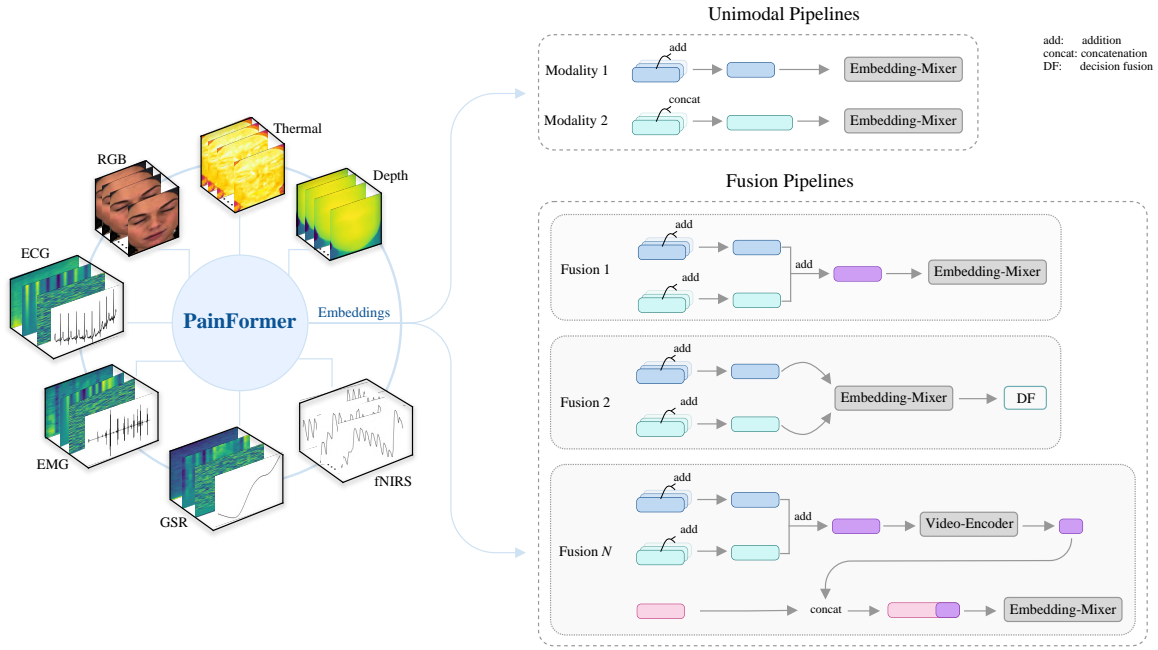 Unimodal Pipelines
add: addition
concat: concatenation
DF: decision fusion
Modality 1
add
Embedding-Mixer
Modality 2
concat
Embedding-Mixer
Thermal
RGB
Depth
ECG
PainFormer
Embeddings
EMG
GSR
fNIRS
Fusion Pipelines
Fusion 1
add
add
add
Embedding-Mixer
Fusion 2
add
add
Embedding-Mixer
DF
Fusion N
add
add
add
Video-Encoder
concat
Embedding-Mixer